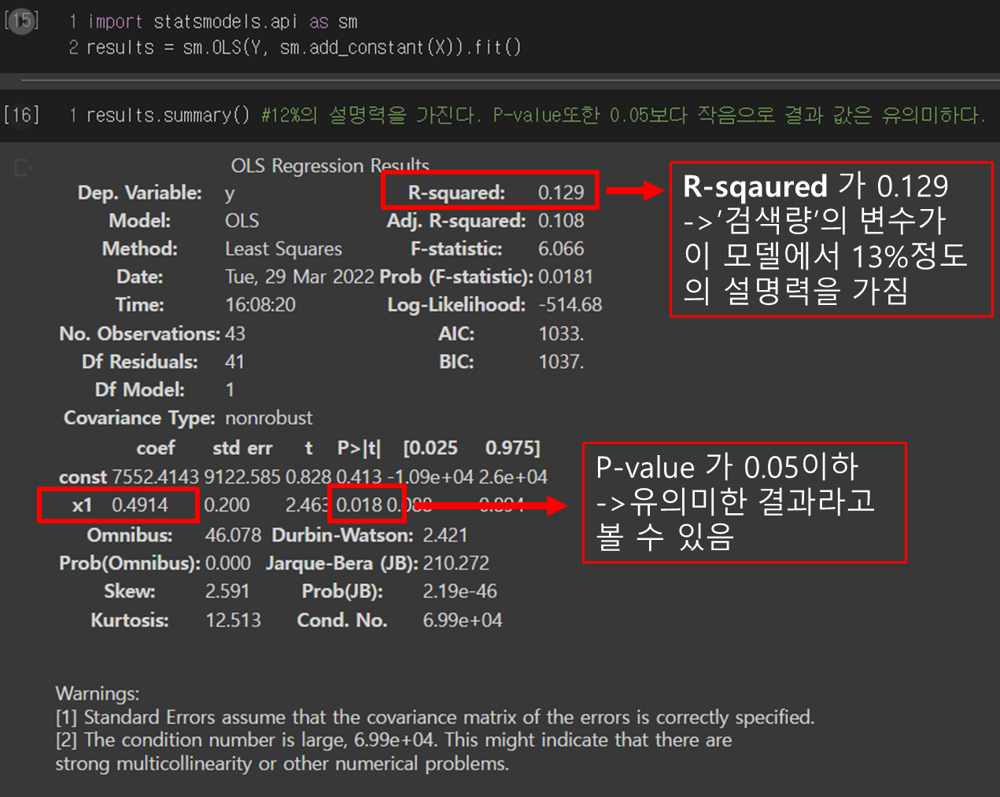 [15] 1 import statsmodels.api as sm
2 results = sm.OLS(Y, sm.add_constant(X)).fit()
[16] 1 results.summary() #12%의 설명력을 가진다. P-value또한 0.05보다 작음으로 결과 값은 유의미하다.
OLS Regression Results
Dep. Variable: y R-squared: 0.129
Model: OLS Adj. R-squared: 0.108
Method: Least Squares F-statistic: 6.066
Date: Tue, 29 Mar 2022 Prob (F-statistic): 0.0181
Time: 16:08:20 Log-Likelihood: -514.68
No. Observations: 43 AIC: 1033.
Df Residuals: 41 BIC: 1037.
Df Model: 1
Covariance Type: nonrobust
R-sqaured 가 0.129
->'검색량'의 변수가
이 모델에서 13%정도
의 설명력을 가짐
coef std err t P>|t| [0.025 0.975]
const 7552.4143 9122.585 0.828 0.413 -1.09e+04 2.6e+04
x1 0.4914 0.200 2.463 0.018 0.088 0.894
Omnibus: 46.078 Durbin-Watson: 2.421
Prob(Omnibus): 0.000 Jarque-Bera (JB): 210.272
Skew: 2.591 Prob(JB): 2.19e-46
Kurtosis: 12.513 Cond. No. 6.99e+04
P-value 가 0.05이하
->유의미한 결과라고
볼 수 있음
Warnings:
[1] Standard Errors assume that the covariance matrix of the errors is correctly specified.
[2] The condition number is large, 6.99e+04. This might indicate that there are
strong multicollinearity or other numerical problems.